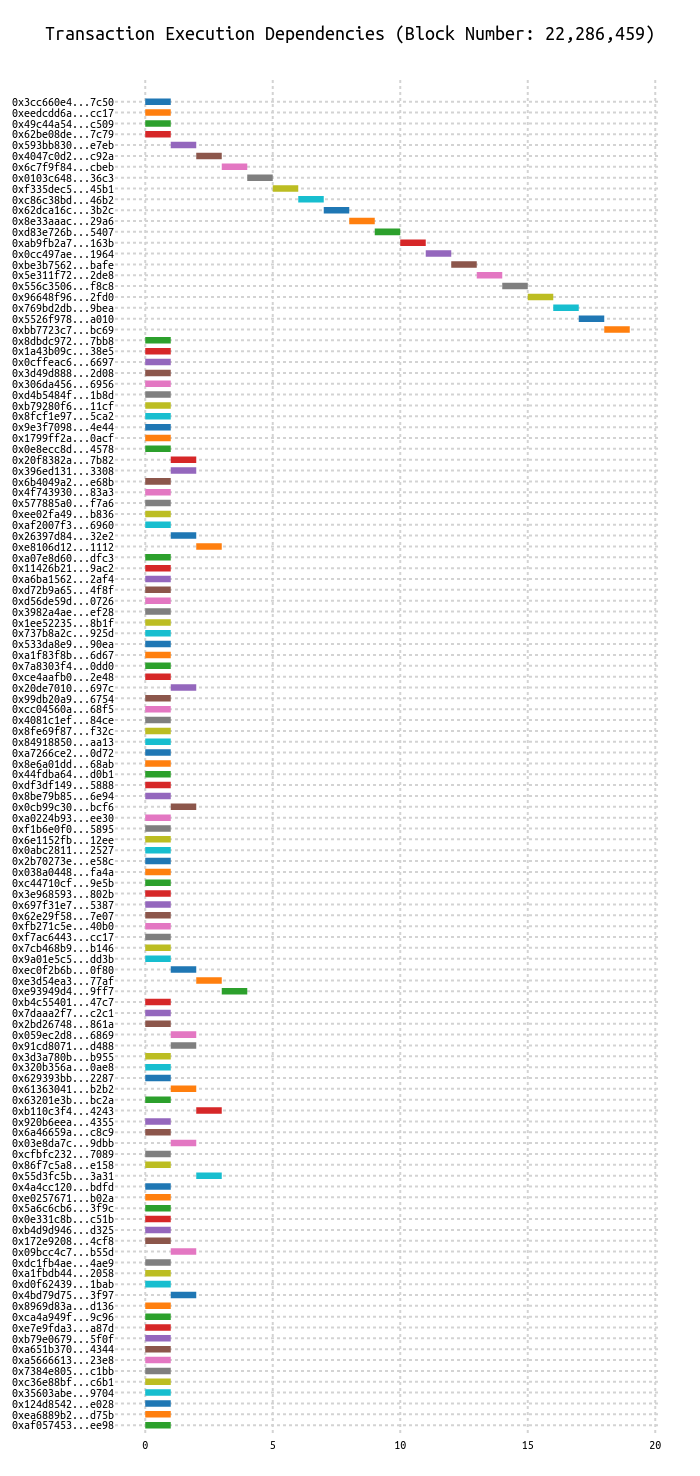 Transaction Execution Dependencies (Block Number: 22,286,459)
0x3cc660e4...7c50
0xeedcdd6a...cc17
0x49c44a54...c509
0x62be08de...7c79
0x593bb830...e7eb
0x4047c0d2...c92a
0x6c7f9f84...cbeb
0x0103c648...36c3
0xf335dec5...45b1
0xc86c38bd...46b2
0x62dca16c...3b2c
0x8e33aaac...29a6
0xd83e726b...5407
0xab9fb2a7...163b
0x0cc497ae...1964
0xbe3b7562...bafe
0x5e311f72...2de8
0x556c3506...f8c8
0x96648f96...2fd0
0x769bd2db...9bea
0x5526f978...a010
0xbb7723c7...bc69
0x8dbdc972...7bb8
0x1a43b09c...38e5
0x0cffeac6...6697
0x3d49d888...2d08
0x306da456...6956
0xd4b5484f...1b8d
0xb79280f6...11cf
0x8fcf1e97...5ca2
0x9e3f7098...4e44
0x1799ff2a...0acf
0x0e8ecc8d...4578
0x20f8382a...7b82
0x396ed131...3308
0x6b4049a2...e68b
0x4f743930...83a3
0x577885a0...f7a6
0xee02fa49...b836
0xaf2007f3...6960
0x26397d84...32e2
0xe8106d12...1112
0xa07e8d60...dfc3
0x11426b21...9ac2
0xa6ba1562...2af4
0xd72b9a65...4f8f
0xd56de59d...0726
0x3982a4ae...ef28
0x1ee52235...8b1f
0x737b8a2c...925d
0x533da8e9...90ea
0xa1f83f8b...6d67
0x7a8303f4...0dd0
0xce4aafb0...2e48
0x20de7010...697c
0x99db20a9...6754
0xcc04560a...68f5
0x4081c1ef...84ce
0x8fe69f87...f32c
0x84918850...aa13
0xa7266ce2...0d72
0x8e6a01dd...68ab
0x44fdba64...d0b1
0xdf3df149...5888
0x8be79b85...6e94
0x0cb99c30...bcf6
0xa0224b93...ee30
0xf1b6e0f0...5895
0x6e1152fb...12ee
0x0abc2811...2527
0x2b70273e...e58c
0x038a0448...fa4a
0xc44710cf...9e5b
0x3e968593...802b
0x697f31e7...5387
0x62e29f58...7e07
0xfb271c5e...40b0
0xf7ac6443...cc17
0x7cb468b9...b146
0x9a01e5c5...dd3b
0xec0f2b6b...0f80
0xe3d54ea3...77af
0xe93949d4...9ff7
0xb4c55401...47c7
0x7daaa2f7...c2c1
0x2bd26748...861a
0x059ec2d8...6869
0x91cd8071...d488
0x3d3a780b...b955
0x320b356a...0ae8
0x629393bb...2287
0x61363041...b2b2
0x63201e3b...bc2a
0xb110c3f4...4243
0x920b6eea...4355
0x6a46659a...c8c9
0x03e8da7c...9dbb
0xcfbfc232...7089
0x86f7c5a8...e158
0x55d3fc5b...3a31
0x4a4cc120...bdfd
0xe0257671...b02a
0x5a6c6cb6...3f9c
0x0e331c8b...c51b
0xb4d9d946...d325
0x172e9208...4cf8
0x09bcc4c7...b55d
0xdc1fb4ae...4ae9
0xa1fbdb44...2058
0xd0f62439...1bab
0x4bd79d75...3f97
0x8969d83a...d136
0xca4a949f...9c96
0xe7e9fda3...a87d
0xb79e0679...5f0f
0xa651b370...4344
0xa5666613...23e8
0x7384e805...c1bb
0xc36e88bf...c6b1
0x35603abe...9704
0x124d8542...e028
0xea6889b2...d75b
0xaf057453...ee98
0 5 10 15 20